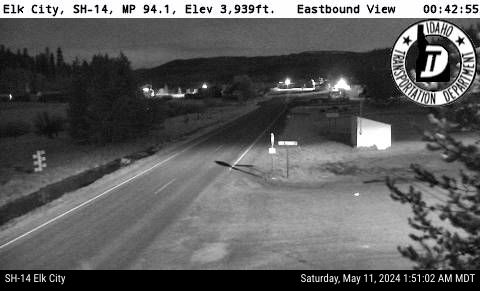 Elk City, SH-14, MP 94.1, Elev 3,939ft. Eastbound View 00:42:55
IDAHO
TRANSPORTATION DEPARTMENT
SH-14 Elk City Saturday, May 11, 2024 1:51:02 AM MDT